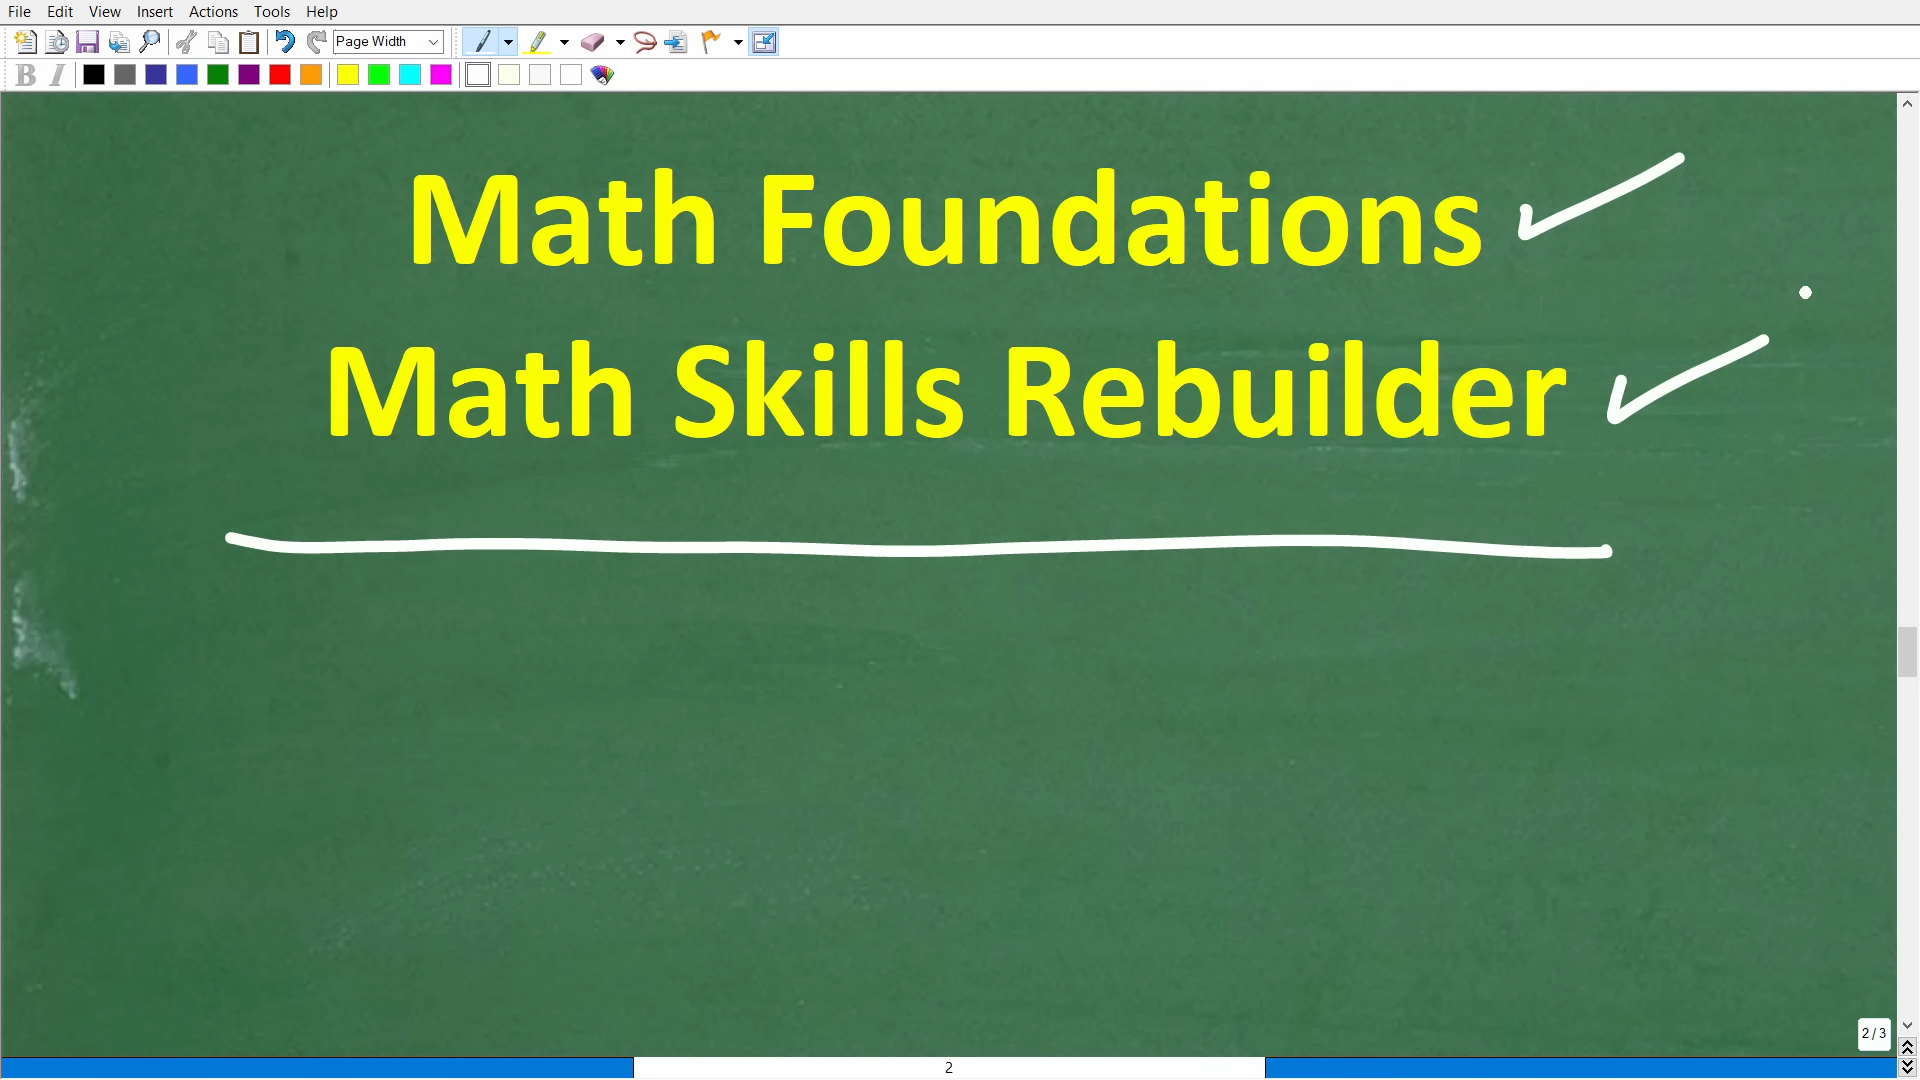 File Edit View Insert Actions Tools Help
Page Width
B I
Math Foundations
Math Skills Rebuilder
2 / 3
2